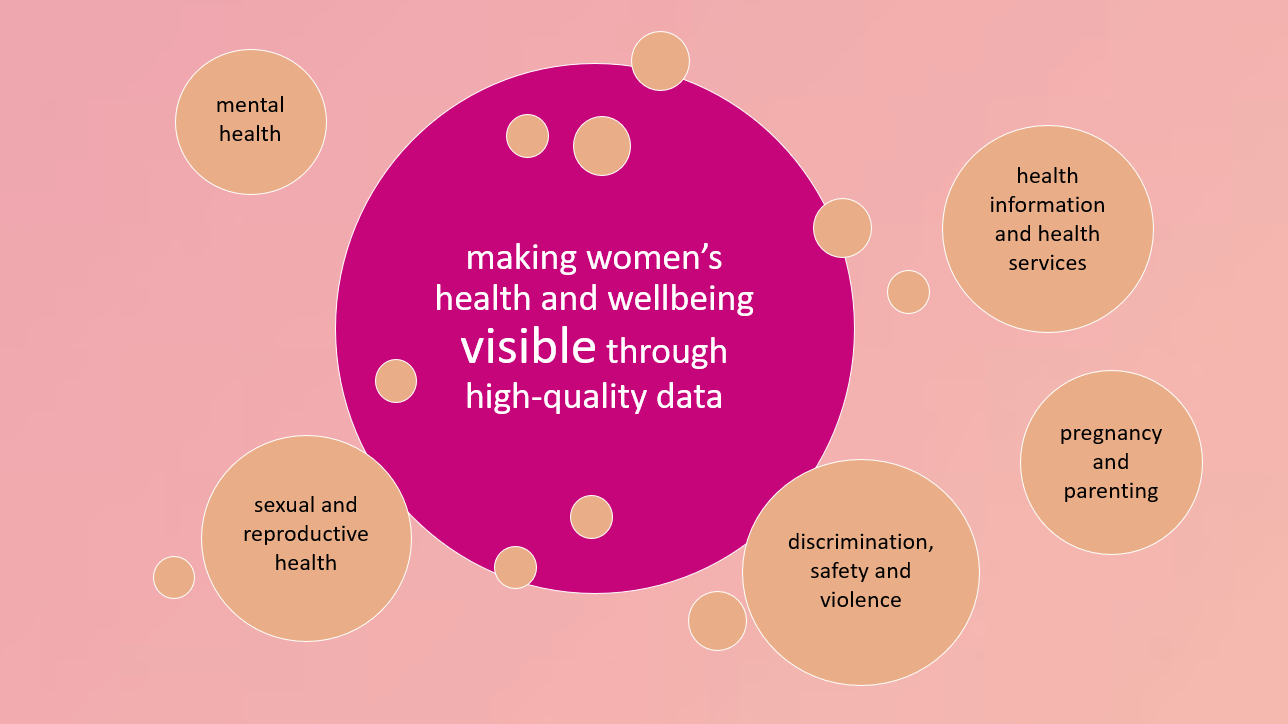 mental
health
making women’s
health and wellbeing
visible through
high-quality data
health
information
and health
services
pregnancy
and
parenting
sexual and
reproductive
health
discrimination,
safety and
violence